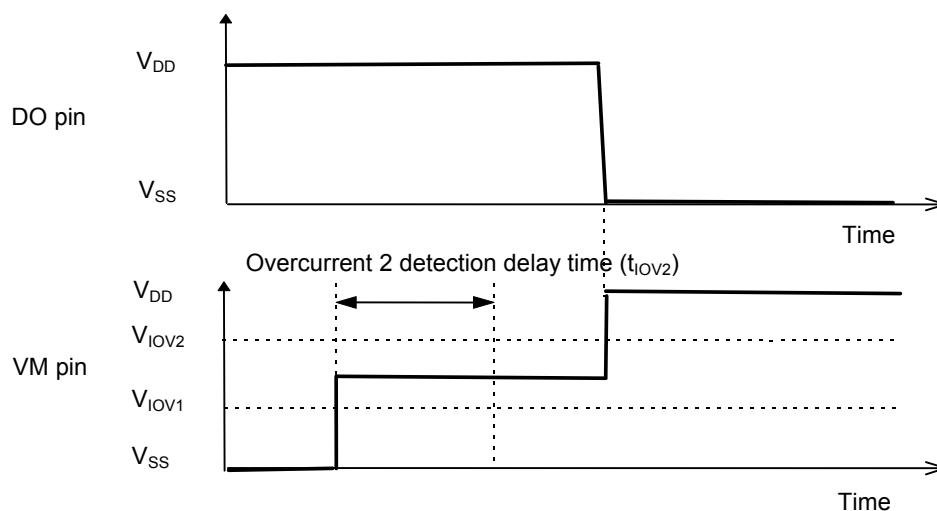 V_DD
DO pin
V_SS
Time
Overcurrent 2 detection delay time (t_IOV2)
V_DD
V_IOV2
VM pin
V_IOV1
V_SS
Time